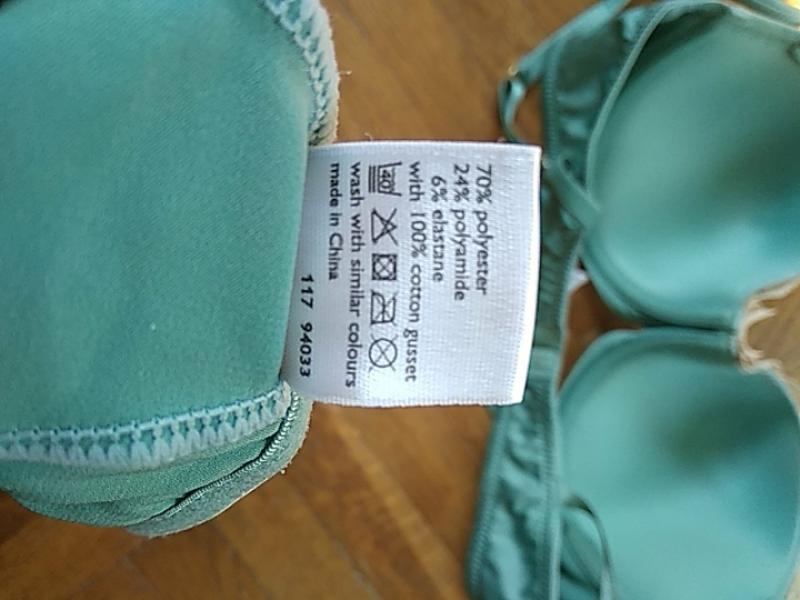 70% polyester
24% polyamide
6% elastane
with 100% cotton gusset
40
wash with similar colours
made in China
117 94033